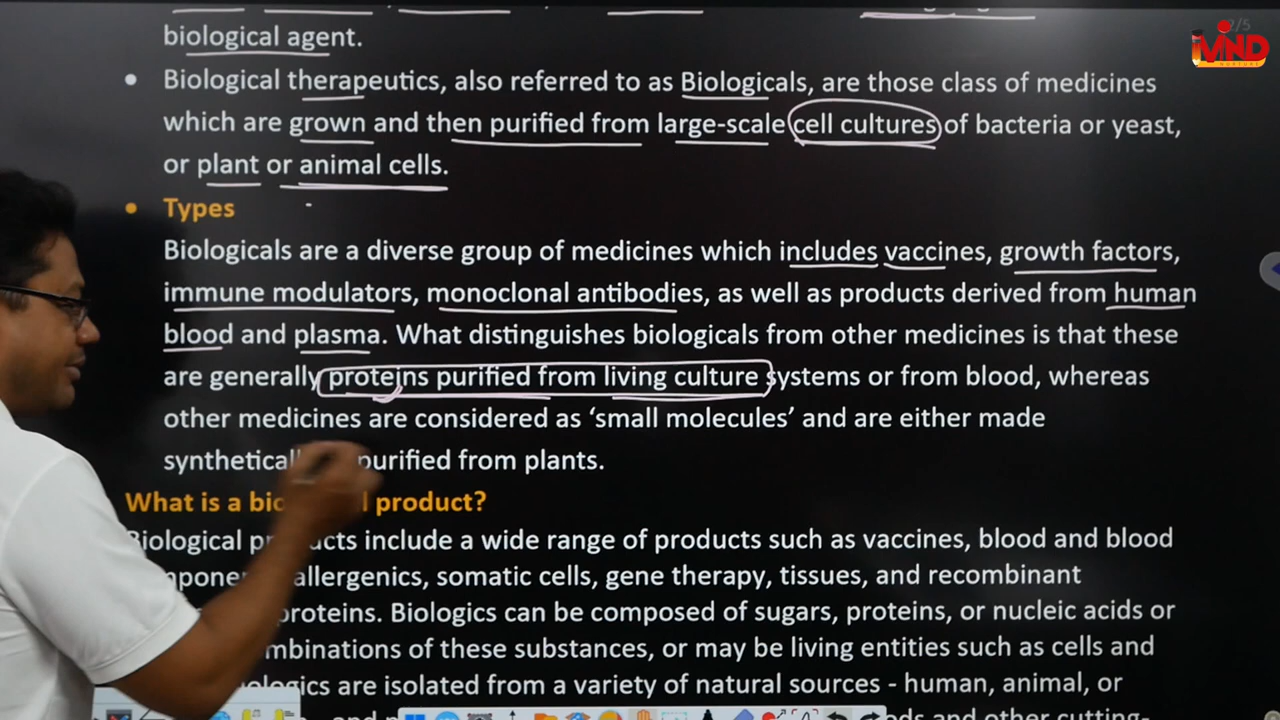 2/5
MND
biological agent.
• Biological therapeutics, also referred to as Biologicals, are those class of medicines
which are grown and then purified from large-scale cell cultures of bacteria or yeast,
or plant or animal cells.
• Types
Biologicals are a diverse group of medicines which includes vaccines, growth factors,
immune modulators, monoclonal antibodies, as well as products derived from human
blood and plasma. What distinguishes biologicals from other medicines is that these
are generally proteins purified from living culture systems or from blood, whereas
other medicines are considered as ‘small molecules’ and are either made
purified from plants.
What is a product?
Biological include a wide range of products such as vaccines, blood and blood
allergenics, somatic cells, gene therapy, tissues, and recombinant
proteins. Biologics can be composed of sugars, proteins, or nucleic acids or
of these substances, or may be living entities such as cells and
are isolated from a variety of natural sources - human, animal, or
and other cutting-